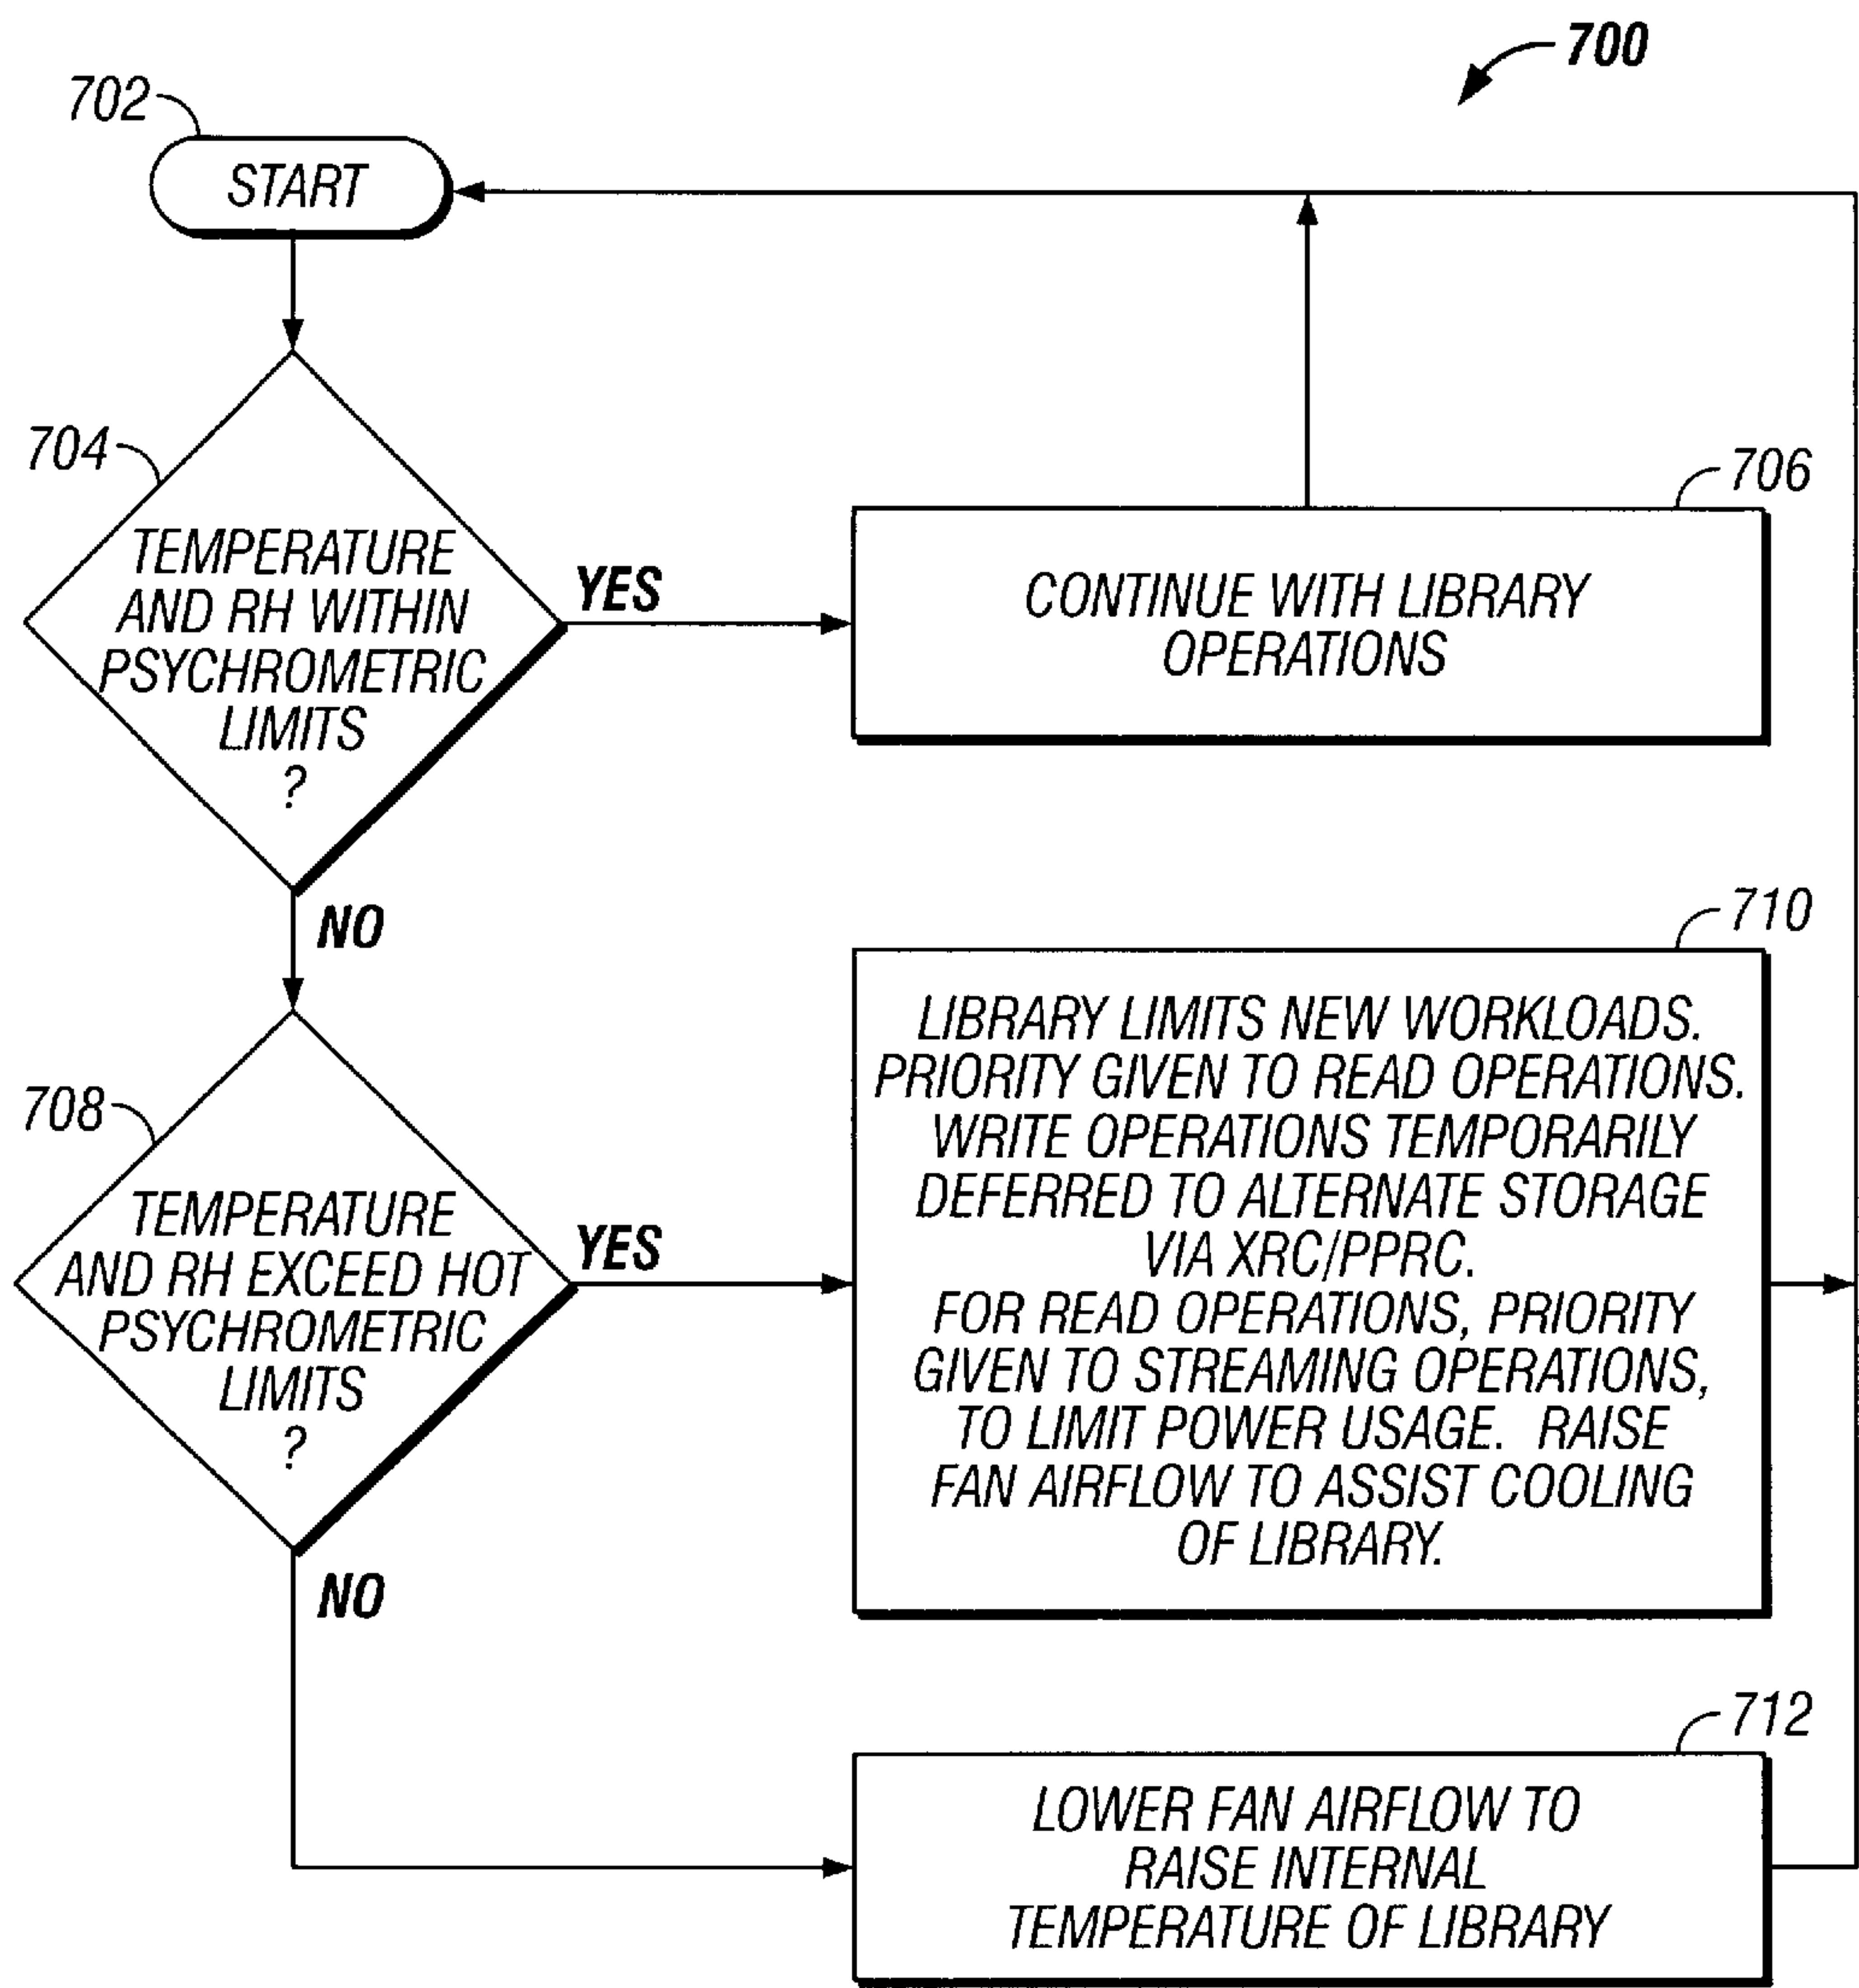 700
702
START
704
TEMPERATURE
AND RH WITHIN
PSYCHROMETRIC
LIMITS
?
YES
706
CONTINUE WITH LIBRARY
OPERATIONS
NO
708
TEMPERATURE
AND RH EXCEED HOT
PSYCHROMETRIC
LIMITS
?
YES
710
LIBRARY LIMITS NEW WORKLOADS.
PRIORITY GIVEN TO READ OPERATIONS.
WRITE OPERATIONS TEMPORARILY
DEFERRED TO ALTERNATE STORAGE
VIA XRC/PPRC.
FOR READ OPERATIONS, PRIORITY
GIVEN TO STREAMING OPERATIONS,
TO LIMIT POWER USAGE. RAISE
FAN AIRFLOW TO ASSIST COOLING
OF LIBRARY.
NO
712
LOWER FAN AIRFLOW TO
RAISE INTERNAL
TEMPERATURE OF LIBRARY